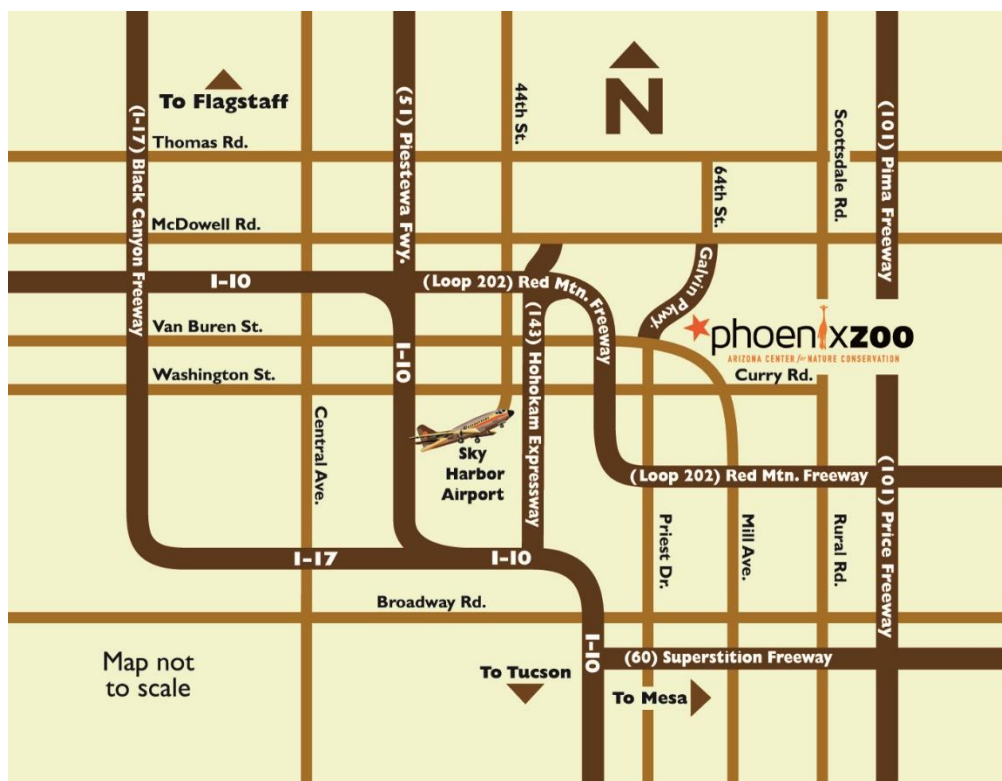 To Flagstaff
N
(I-17) Black Canyon Freeway
(51) Piestewa Fwy.
44th St.
Scottsdale Rd.
(101) Pima Freeway
Thomas Rd.
64th St.
McDowell Rd.
Galvin Pkwy.
I-10
(Loop 202) Red Mtn. Freeway
(143) Hohokam Expressway
Van Buren St.
phoenixzoo
ARIZONA CENTER for NATURE CONSERVATION
I-10
Washington St.
Curry Rd.
Central Ave.
Sky
Harbor
Airport
(Loop 202) Red Mtn. Freeway
(101) Price Freeway
Priest Dr.
Mill Ave.
Rural Rd.
I-17
I-10
Broadway Rd.
I-10
(60) Superstition Freeway
Map not
to scale
To Tucson
To Mesa